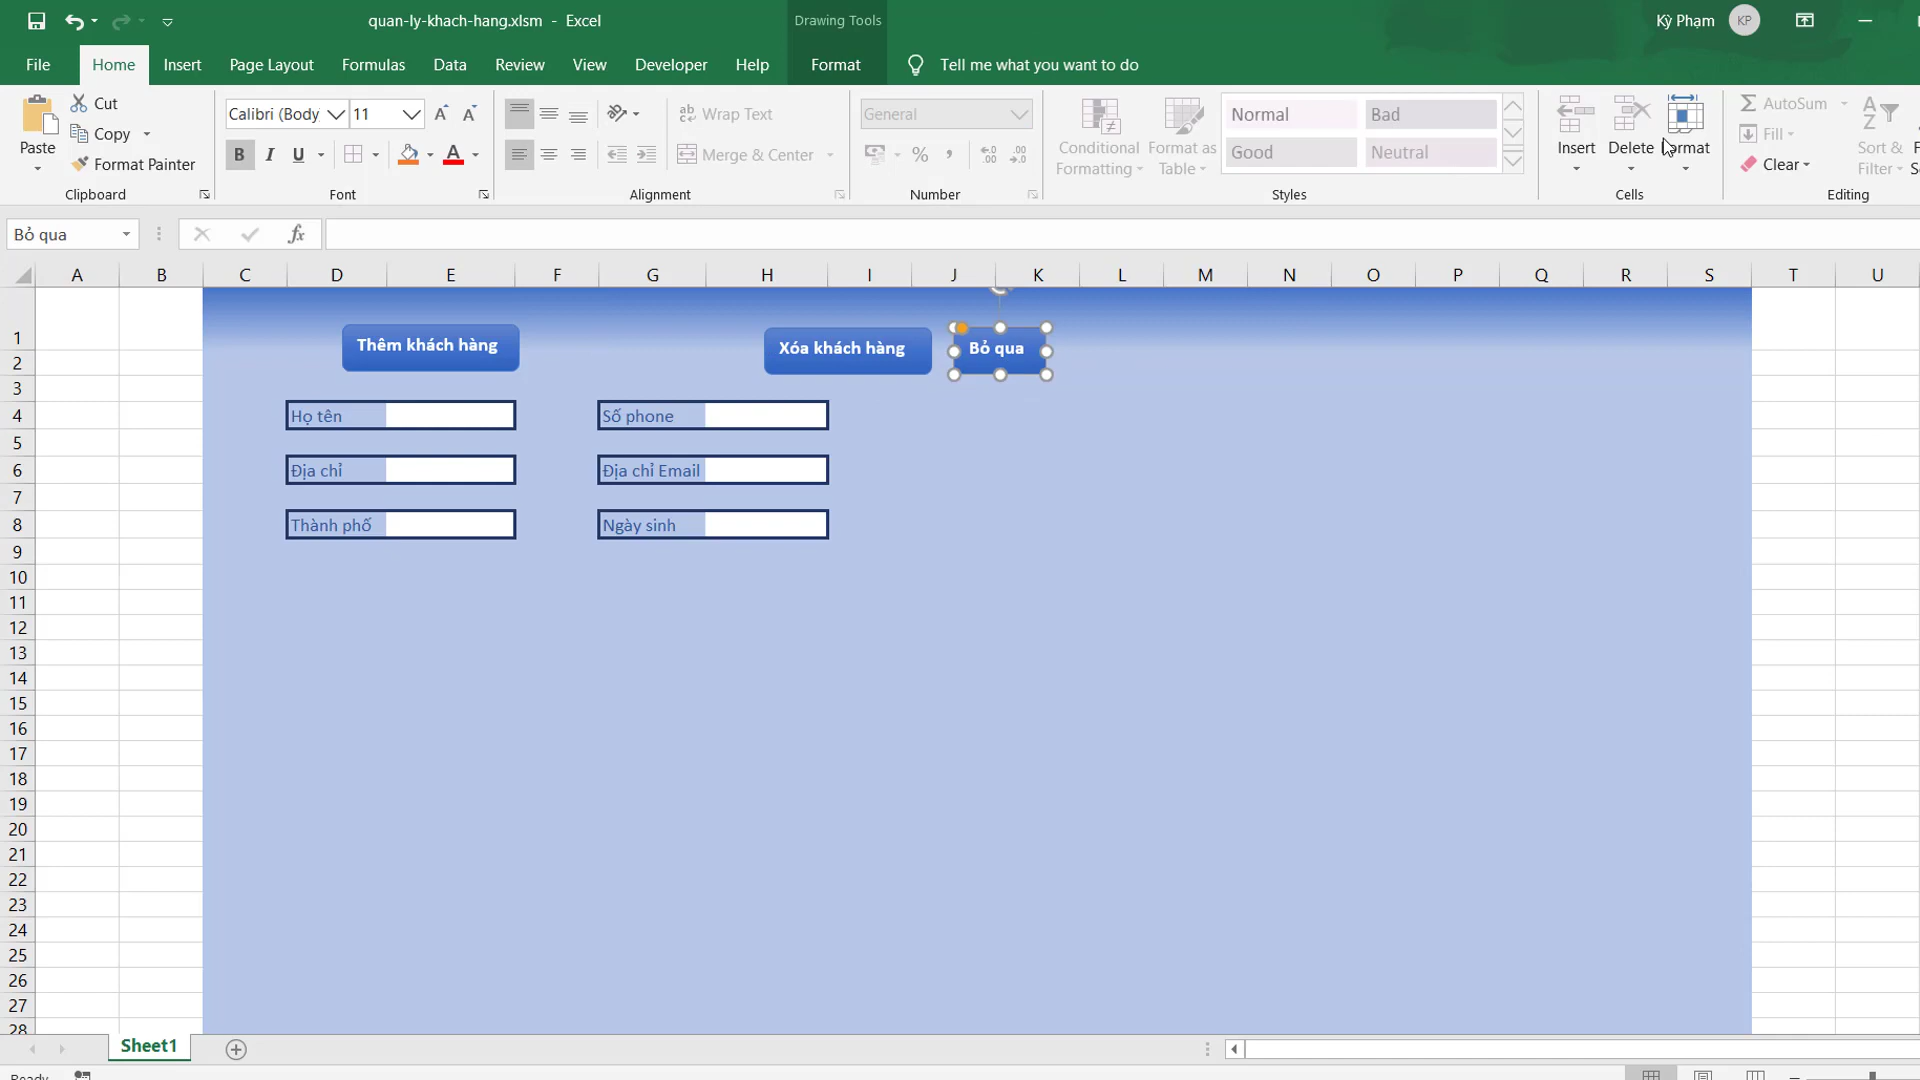 quan-ly-khach-hang.xlsm - Excel
Drawing Tools
Kỳ Phạm KP
File Home Insert Page Layout Formulas Data Review View Developer Help Format Tell me what you want to do
Paste
Cut
Copy
Format Painter
Clipboard
Calibri (Body 11
B I U
Font
Wrap Text
Merge & Center
Alignment
General
Number
Conditional Formatting
Format as Table
Normal Bad
Good Neutral
Styles
Insert Delete Format
Cells
AutoSum
Fill
Clear
Sort & Filter
Editing
Bỏ qua
fx
A B C D E F G H I J K L M N O P Q R S T U
1
Thêm khách hàng Xóa khách hàng Bỏ qua
2
3
4 Họ tên Số phone
5
6 Địa chỉ Địa chỉ Email
7
8 Thành phố Ngày sinh
9
10
11
12
13
14
15
16
17
18
19
20
21
22
23
24
25
26
27
28
Sheet1
Ready